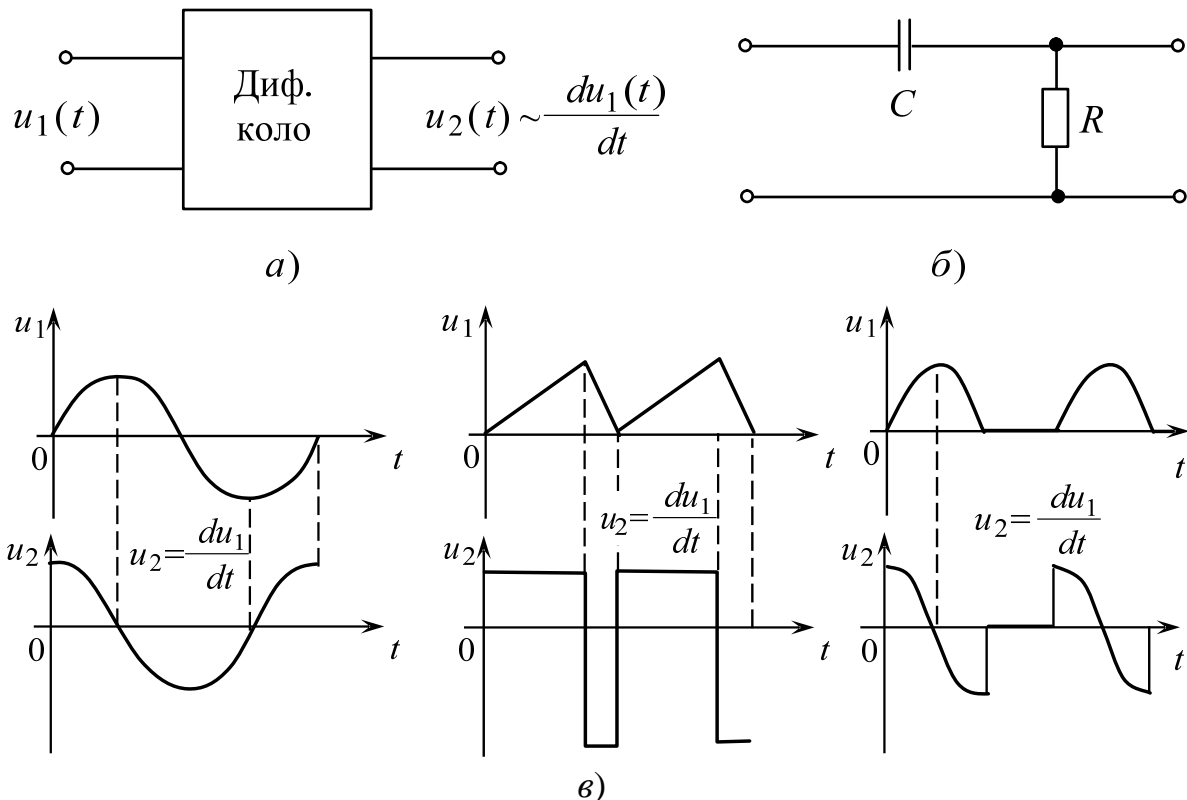 Диф.
коло
u₁(t)
u₂(t) ~ du₁(t)
dt
C
R
а)
б)
u₁
0
t
u₂
u₂ = du₁
dt
0
t
u₁
0
t
u₂
u₂ = du₁
dt
0
t
u₁
0
t
u₂
u₂ = du₁
dt
0
t
в)